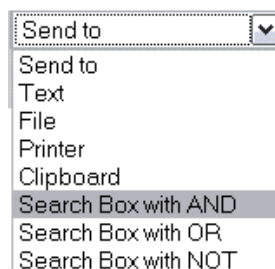 Send to
Send to
Text
File
Printer
Clipboard
Search Box with AND
Search Box with OR
Search Box with NOT